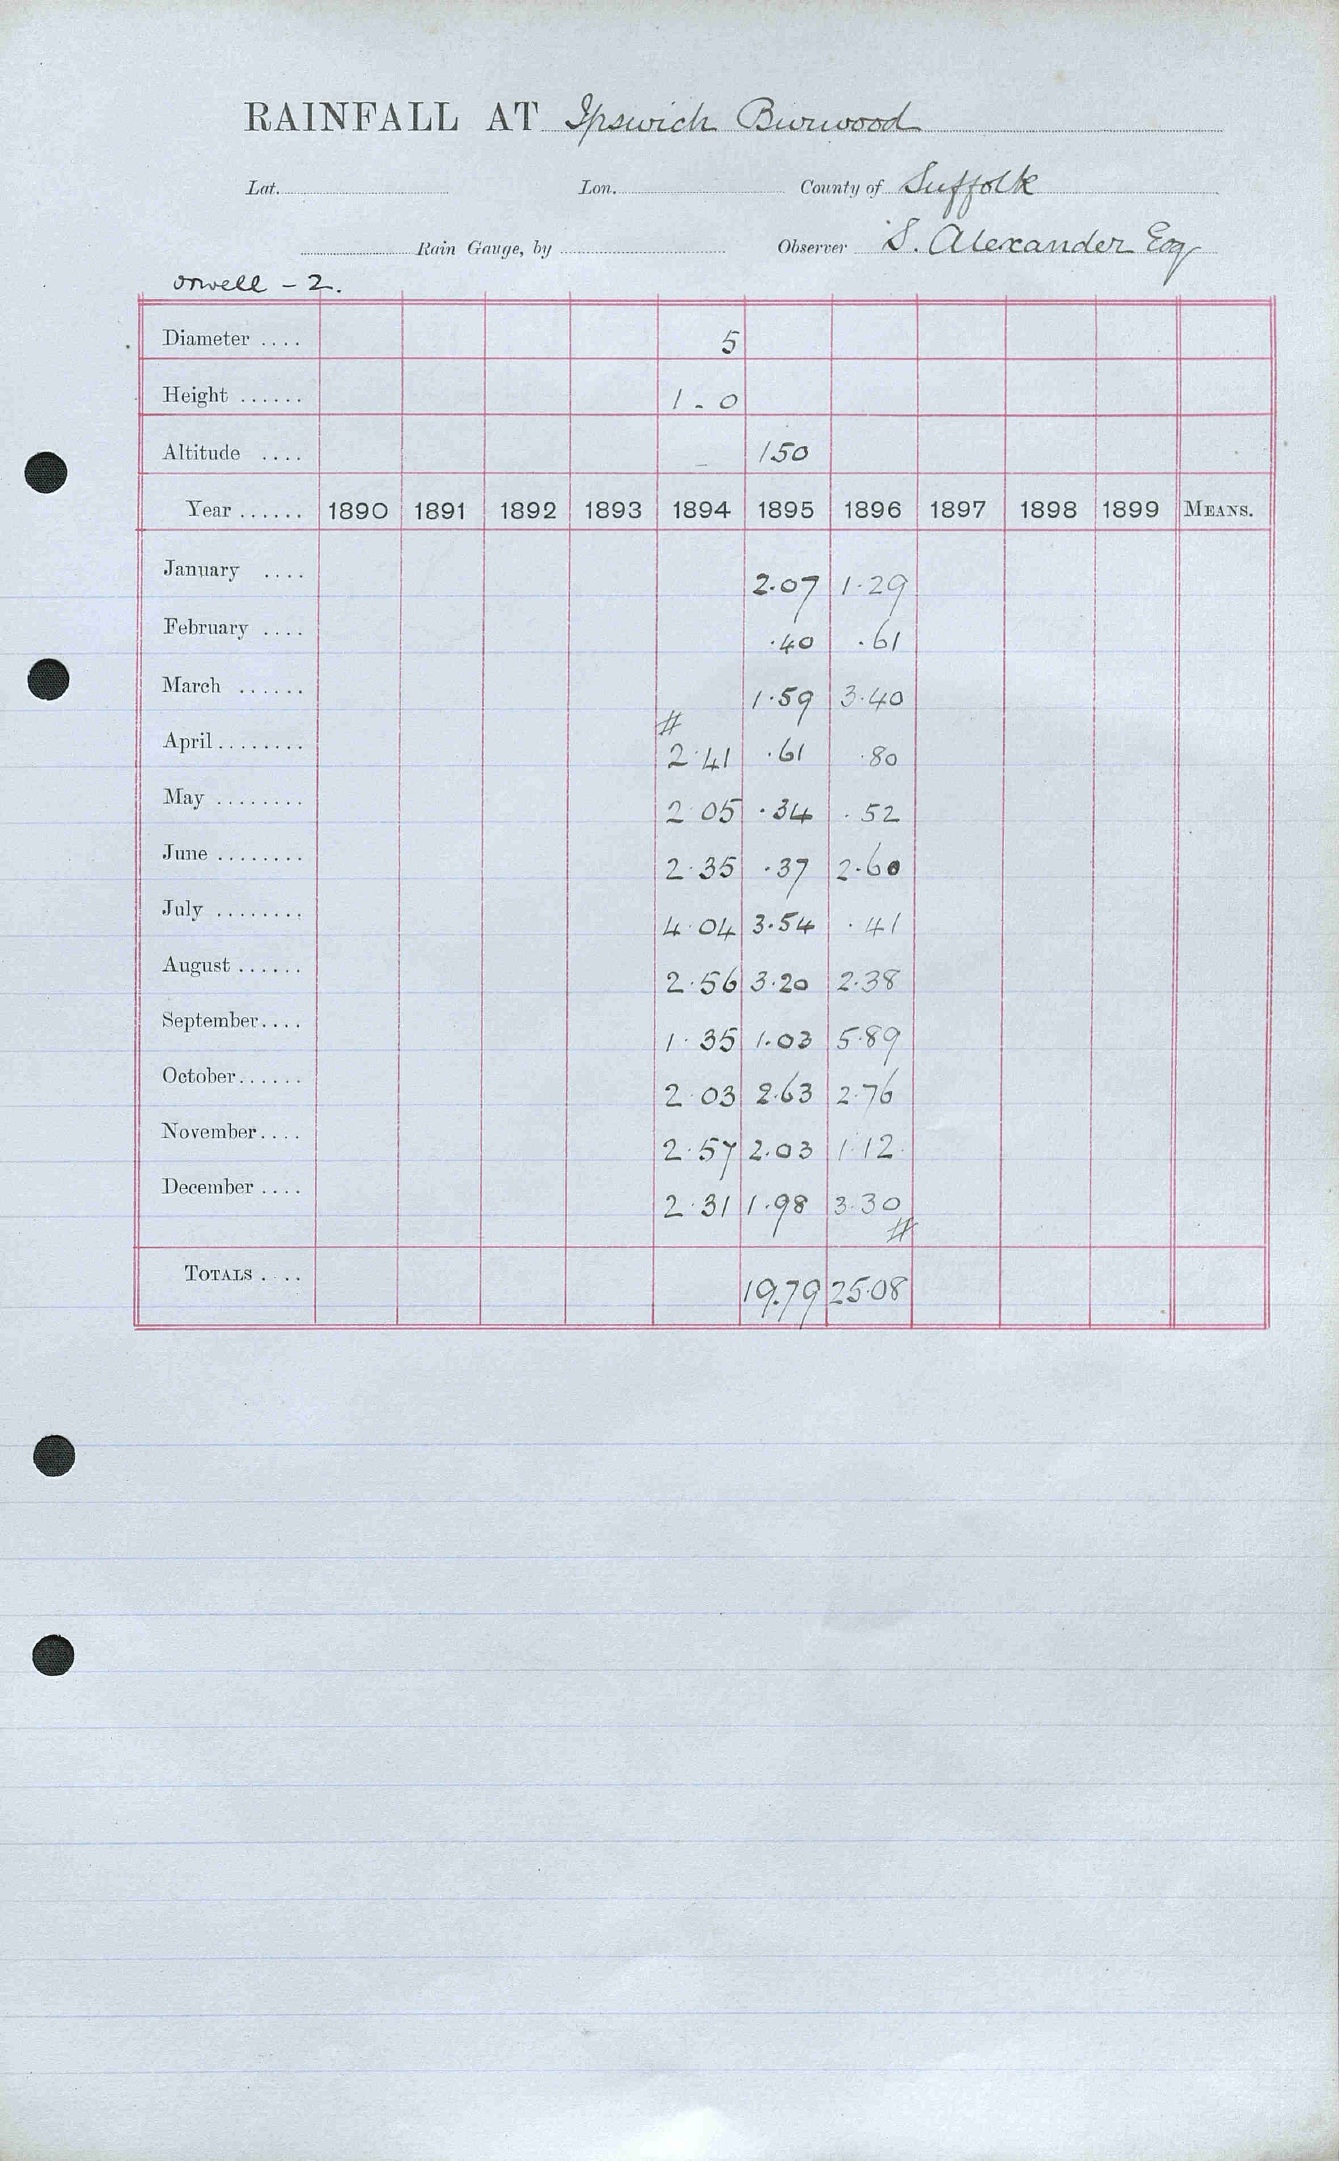 RAINFALL AT Ipswich Burwood
Lat. Lon. County of Suffolk
Rain Gauge, by Observer S. Alexander Esq
Orwell - 2.
Diameter .... 5
Height ...... 1 - 0
Altitude .... 150
Year ...... 1890 1891 1892 1893 1894 1895 1896 1897 1898 1899 MEANS.
January .... 2.07 1.29
February .... .40 .61
March ...... 1.59 3.40
#
April ........ 2.41 .61 .80
May ........ 2 05 .34 .52
June ........ 2.35 .37 2.60
July ........ 4.04 3.54 .41
August ...... 2.56 3.20 2.38
September.... 1.35 1.03 5.89
October...... 2 03 2.63 2.76
November.... 2.57 2.03 1.12
December .... 2.31 1.98 3.30
#
TOTALS .... 19.79 25.08